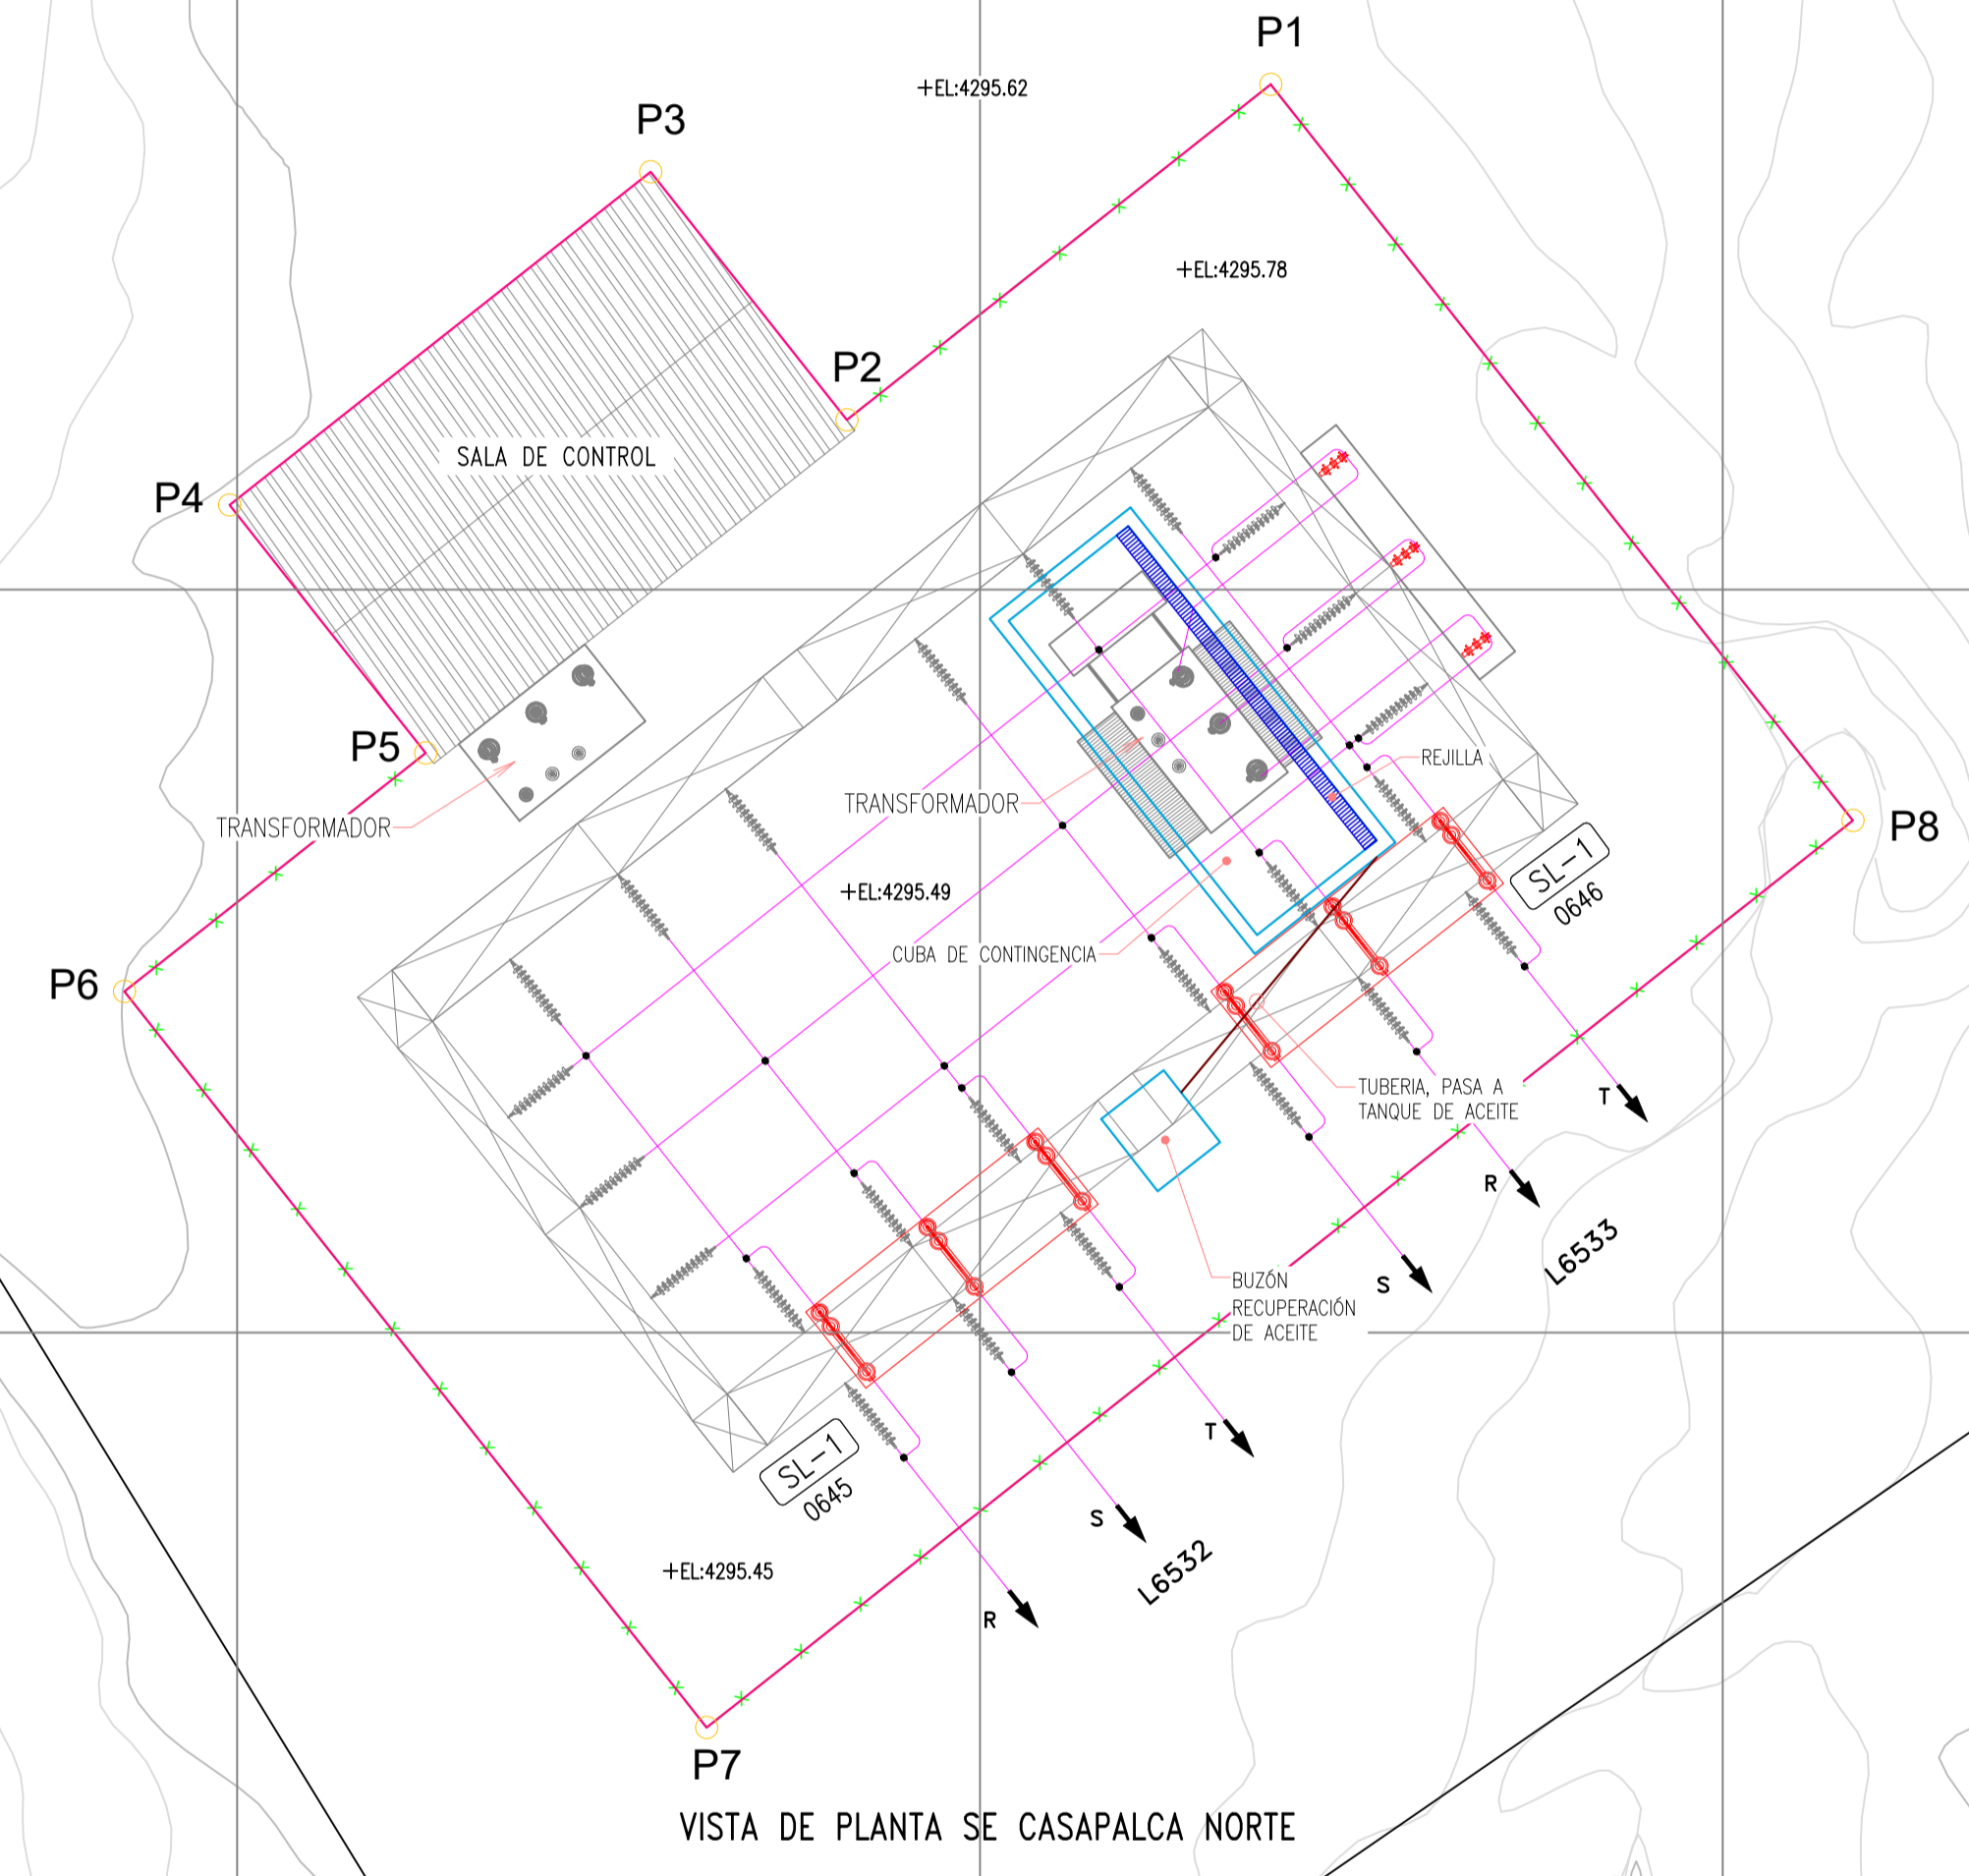 P1
+EL:4295.62
P3
+EL:4295.78
P2
SALA DE CONTROL
P4
P5
REJILLA
TRANSFORMADOR
TRANSFORMADOR
P8
SL-1
0646
+EL:4295.49
CUBA DE CONTINGENCIA
P6
TUBERIA, PASA A
TANQUE DE ACEITE
T
R
L6533
S
BUZÓN
RECUPERACIÓN
DE ACEITE
T
SL-1
0645
S
L6532
+EL:4295.45
R
P7
VISTA DE PLANTA SE CASAPALCA NORTE